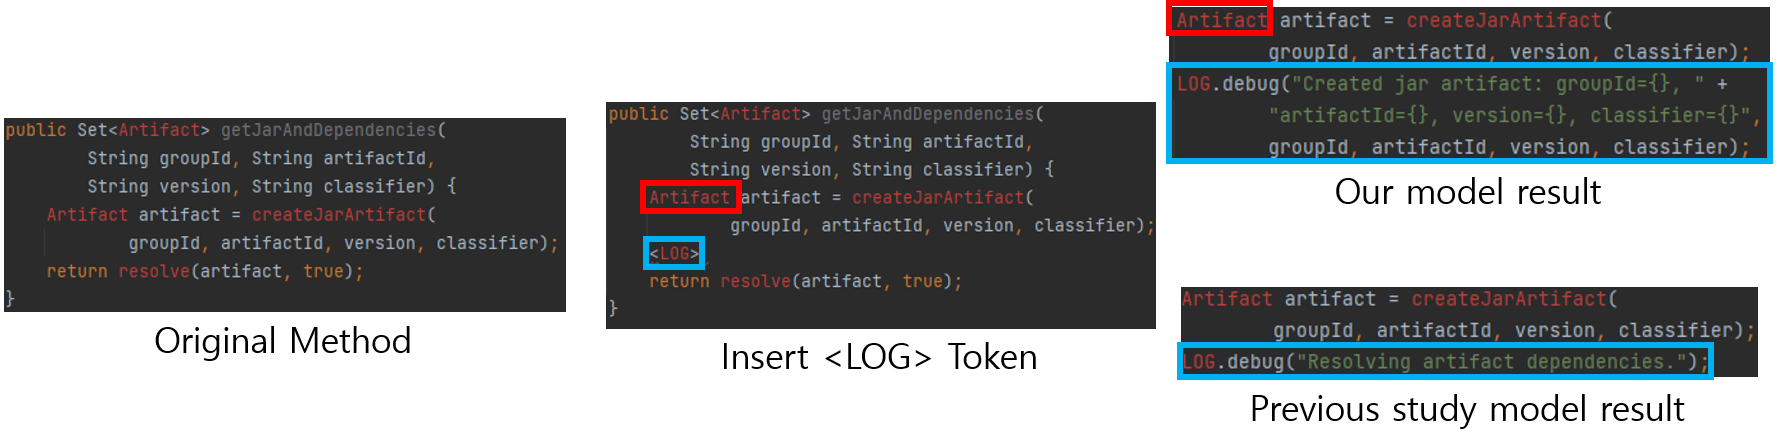 public Set<Artifact> getJarAndDependencies(
String groupId, String artifactId,
String version, String classifier) {
Artifact artifact = createJarArtifact(
groupId, artifactId, version, classifier);
return resolve(artifact, true);
}
Original Method
public Set<Artifact> getJarAndDependencies(
String groupId, String artifactId,
String version, String classifier) {
Artifact artifact = createJarArtifact(
groupId, artifactId, version, classifier);
<LOG>
return resolve(artifact, true);
}
Insert <LOG> Token
Artifact artifact = createJarArtifact(
groupId, artifactId, version, classifier);
LOG.debug("Created jar artifact: groupId={}, " +
"artifactId={}, version={}, classifier={}",
groupId, artifactId, version, classifier);
Our model result
Artifact artifact = createJarArtifact(
groupId, artifactId, version, classifier);
LOG.debug("Resolving artifact dependencies.");
Previous study model result